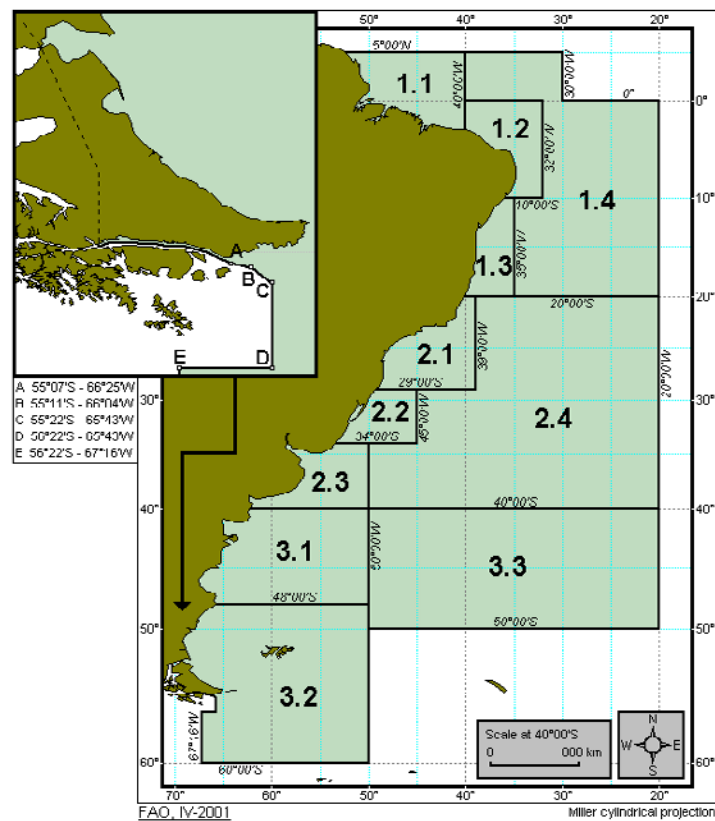 50° 40° 30° 20°
5°00'N
1.1
40°00'W
30°00'W
0°
0°
1.2
32°00'W
10°
10°00'S
1.4
A
B
C
1.3
35°00'W
20°
20°00'S
E D
2.1
39°00'W
20°00'W
29°00'S
A 55°07'S - 66°25'W
B 55°11'S - 66°04'W
C 55°22'S - 65°43'W
D 56°22'S - 65°43'W
E 56°22'S - 67°16'W
30°
30°
2.2
45°00'W
2.4
34°00'S
2.3
40°
40°00'S
40°
3.1
50°00'W
3.3
48°00'S
50°
50°00'S
50°
3.2
67°16'W
Scale at 40°00'S
0 000 km
N
W E
S
60°
60°00'S
60°
70° 60° 50° 40° 30° 20°
FAO, IV-2001
Miller cylindrical projection